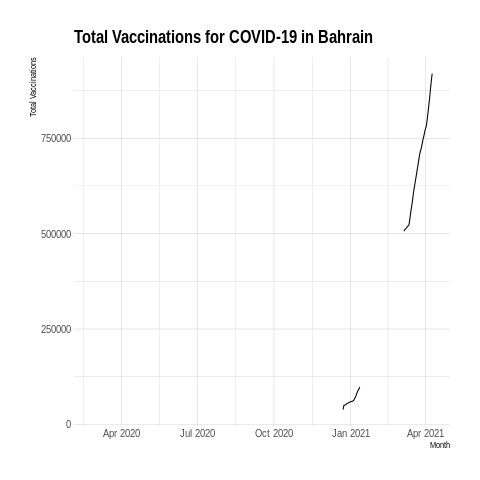 Total Vaccinations for COVID-19 in Bahrain
Total Vaccinations
750000
500000
250000
0
Apr 2020 Jul 2020 Oct 2020 Jan 2021 Apr 2021
Month